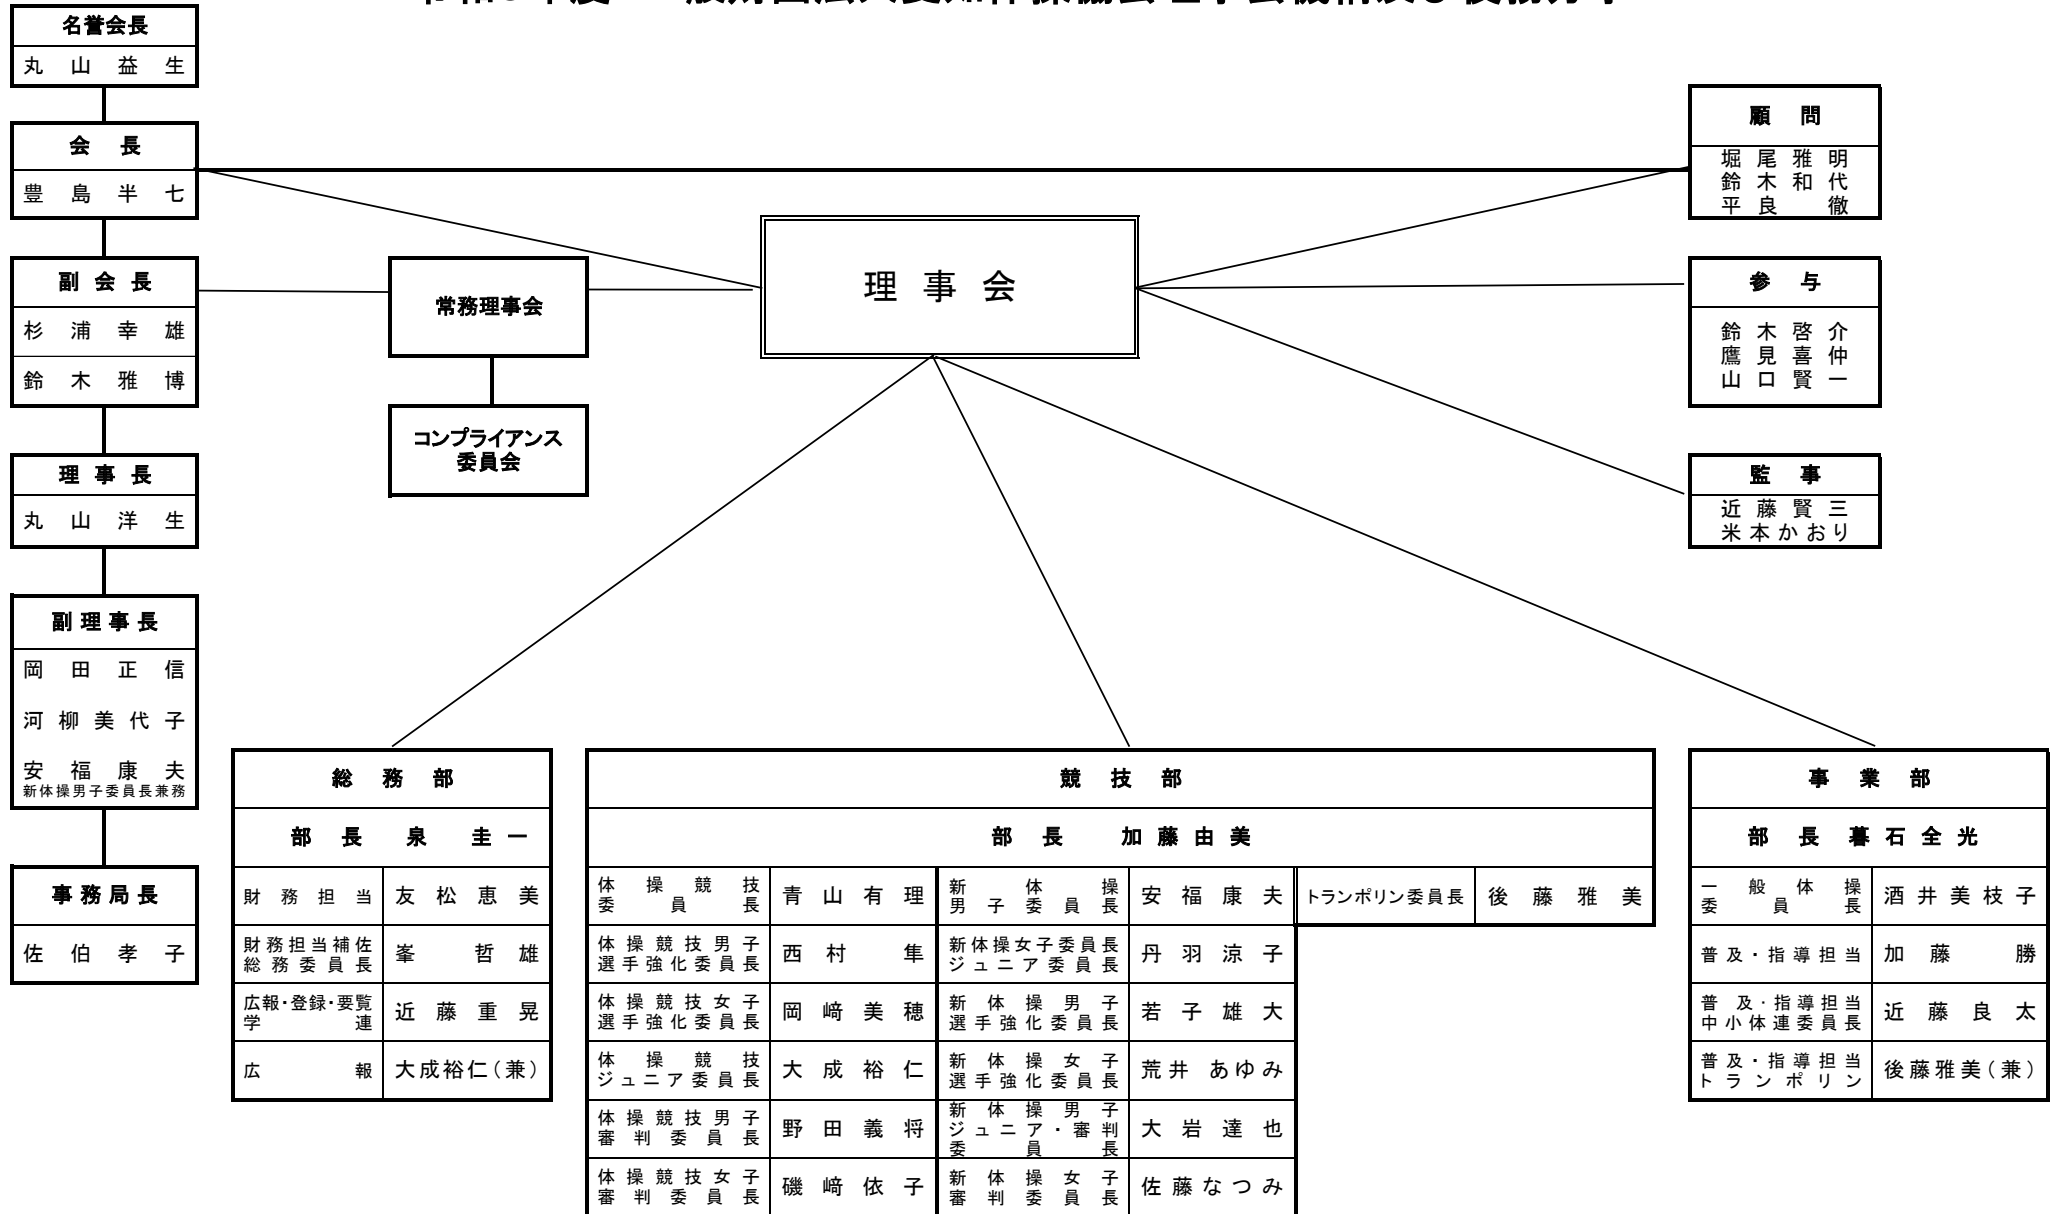 名誉会長
丸山益生
会長
豊島半七
副会長
杉浦幸雄
鈴木雅博
理事長
丸山洋生
副理事長
岡田正信
河柳美代子
安福康夫
新体操男子委員長兼務
事務局長
佐伯孝子
常務理事会
コンプライアンス
委員会
理事会
顧問
堀尾雅明
鈴木和代
平良 徹
参与
鈴木啓介
鷹見喜仲
山口賢一
監事
近藤賢三
米本かおり
総務部
部長 泉 圭一
財務担当
友松恵美
財務担当補佐
総務委員長
峯 哲雄
広報・登録・要覧
学連
近藤重晃
広報
大成裕仁(兼)
競技部
部長 加藤由美
体操競技
委員長
青山有理
新体操
男子委員長
安福康夫
トランポリン委員長
後藤雅美
体操競技男子
選手強化委員長
西村 隼
新体操女子委員長
ジュニア委員長
丹羽涼子
体操競技女子
選手強化委員長
岡﨑美穂
新体操男子
選手強化委員長
若子雄大
体操競技
ジュニア委員長
大成裕仁
新体操女子
選手強化委員長
荒井 あゆみ
体操競技男子
審判委員長
野田義将
新体操男子
ジュニア・審判
委員長
大岩達也
体操競技女子
審判委員長
磯﨑依子
新体操女子
審判委員長
佐藤なつみ
事業部
部長 暮石全光
一般体操
委員長
酒井美枝子
普及・指導担当
加藤 勝
普及・指導担当
中小体連委員長
近藤良太
普及・指導担当
トランポリン
後藤雅美(兼)